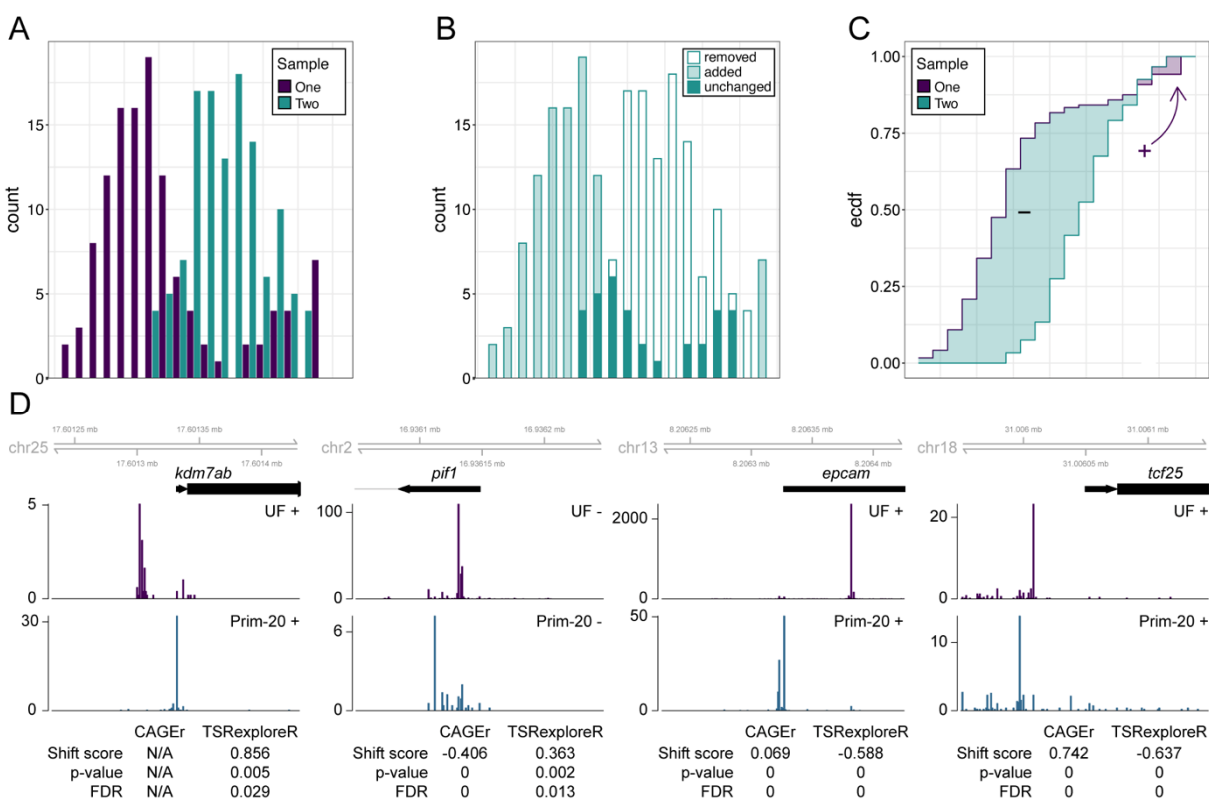 A
Sample
One
Two
15
10
5
0
count
B
removed
added
unchanged
15
10
5
0
count
C
Sample
One
Two
1.00
0.75
0.50
0.25
0.00
ecdf
+
−
D
chr25
17.60125 mb 17.60135 mb
17.6013 mb 17.6014 mb
kdm7ab
UF +
5
0
Prim-20 +
30
0
CAGEr TSRexploreR
Shift score N/A 0.856
p-value N/A 0.005
FDR N/A 0.029
chr2
16.9361 mb 16.9362 mb
16.93615 mb
pif1
UF -
100
0
Prim-20 -
6
0
CAGEr TSRexploreR
Shift score -0.406 0.363
p-value 0 0.002
FDR 0 0.013
chr13
8.20625 mb 8.20635 mb
8.2063 mb 8.2064 mb
epcam
UF +
2000
0
Prim-20 +
50
0
CAGEr TSRexploreR
Shift score 0.069 -0.588
p-value 0 0
FDR 0 0
chr18
31.006 mb 31.0061 mb
31.00605 mb
tcf25
UF +
20
0
Prim-20 +
10
0
CAGEr TSRexploreR
Shift score 0.742 -0.637
p-value 0 0
FDR 0 0